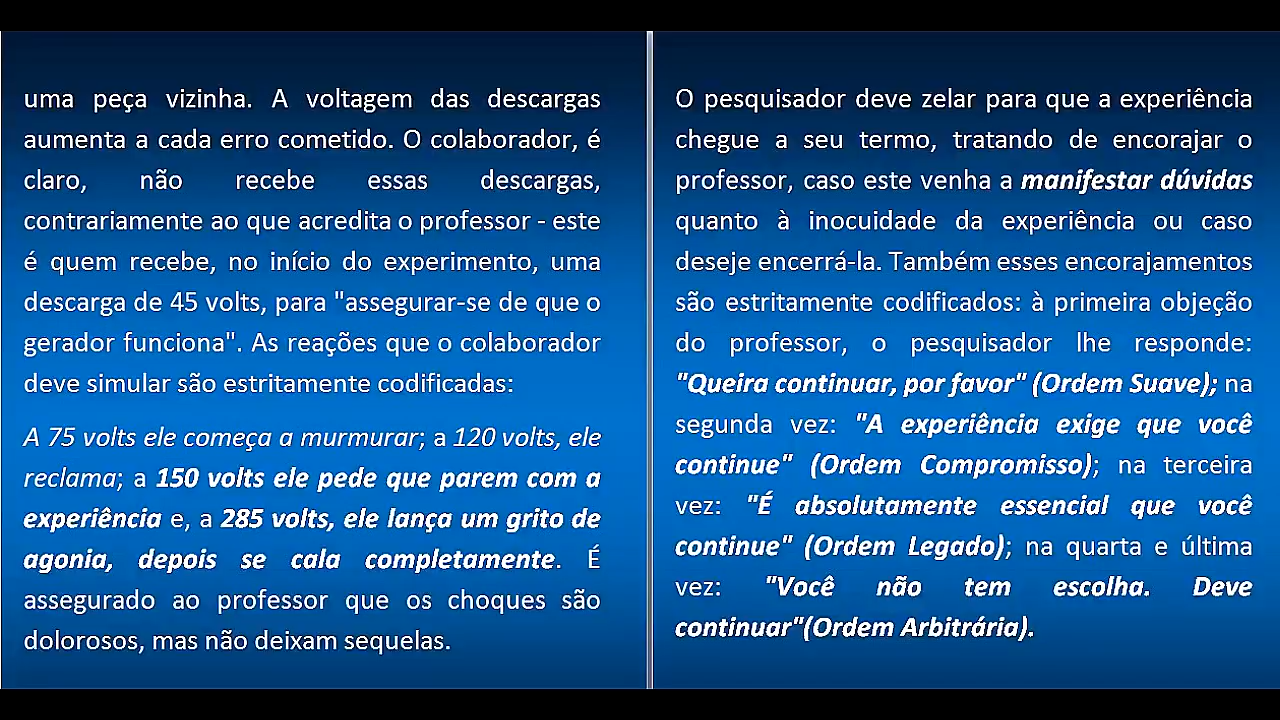 uma peça vizinha. A voltagem das descargas
aumenta a cada erro cometido. O colaborador, é
claro, não recebe essas descargas,
contrariamente ao que acredita o professor - este
é quem recebe, no início do experimento, uma
descarga de 45 volts, para "assegurar-se de que o
gerador funciona". As reações que o colaborador
deve simular são estritamente codificadas:
A 75 volts ele começa a murmurar; a 120 volts, ele
reclama; a 150 volts ele pede que parem com a
experiência e, a 285 volts, ele lança um grito de
agonia, depois se cala completamente. É
assegurado ao professor que os choques são
dolorosos, mas não deixam sequelas.
O pesquisador deve zelar para que a experiência
chegue a seu termo, tratando de encorajar o
professor, caso este venha a manifestar dúvidas
quanto à inocuidade da experiência ou caso
deseje encerrá-la. Também esses encorajamentos
são estritamente codificados: à primeira objeção
do professor, o pesquisador lhe responde:
"Queira continuar, por favor" (Ordem Suave); na
segunda vez: "A experiência exige que você
continue" (Ordem Compromisso); na terceira
vez: "É absolutamente essencial que você
continue" (Ordem Legado); na quarta e última
vez: "Você não tem escolha. Deve
continuar"(Ordem Arbitrária).